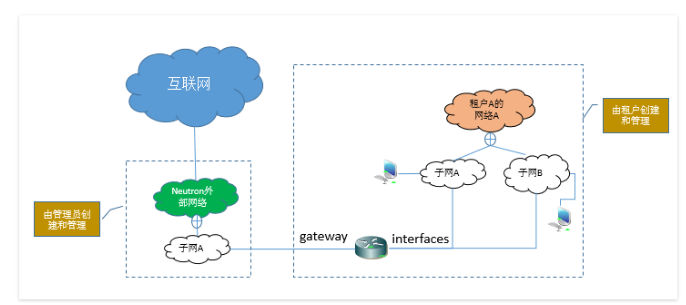 互联网
租户A的
网络A
由租户创建
和管理
子网A
子网B
Neutron外
部网络
由管理员创
建和管理
子网A
gateway
interfaces